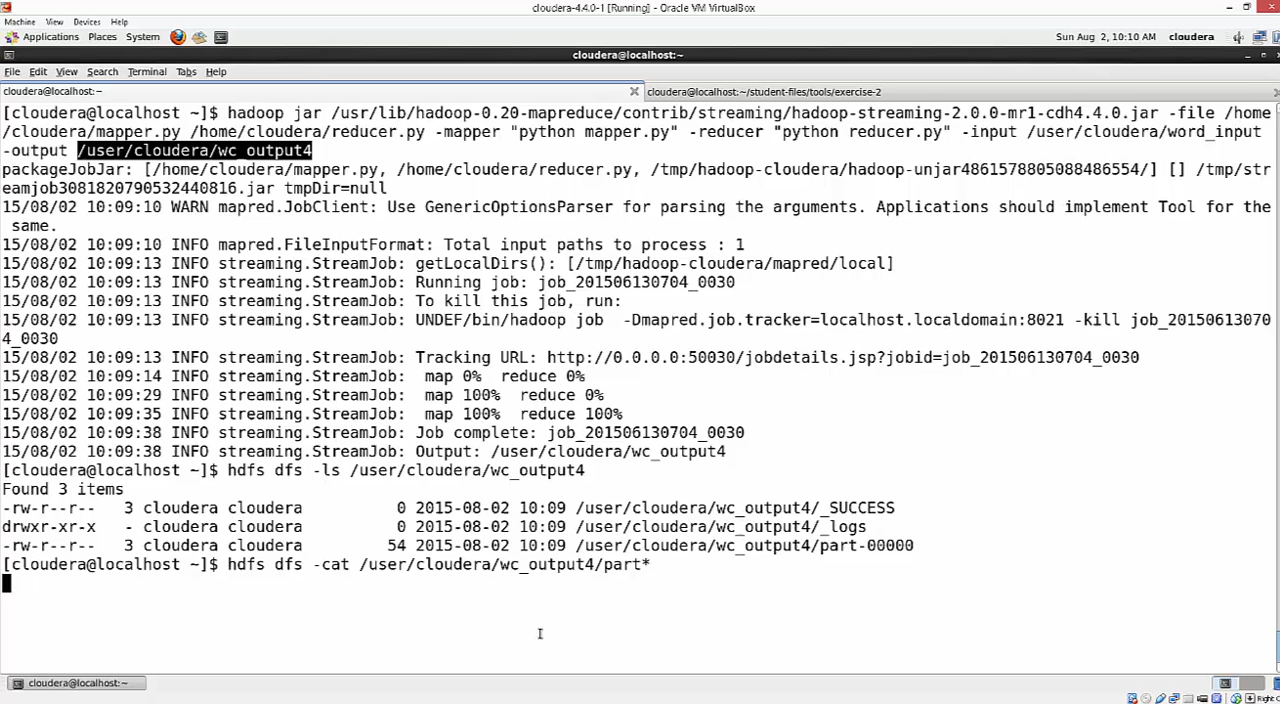 cloudera-4.4.0-1 [Running] - Oracle VM VirtualBox
Machine View Devices Help
Applications Places System Sun Aug 2, 10:10 AM cloudera
cloudera@localhost:~
File Edit View Search Terminal Tabs Help
cloudera@localhost:~ cloudera@localhost:~/student-files/tools/exercise-2
[cloudera@localhost ~]$ hadoop jar /usr/lib/hadoop-0.20-mapreduce/contrib/streaming/hadoop-streaming-2.0.0-mr1-cdh4.4.0.jar -file /home
/cloudera/mapper.py /home/cloudera/reducer.py -mapper "python mapper.py" -reducer "python reducer.py" -input /user/cloudera/word_input
-output /user/cloudera/wc_output4
packageJobJar: [/home/cloudera/mapper.py, /home/cloudera/reducer.py, /tmp/hadoop-cloudera/hadoop-unjar4861578805088486554/] [] /tmp/str
eamjob3081820790532440816.jar tmpDir=null
15/08/02 10:09:10 WARN mapred.JobClient: Use GenericOptionsParser for parsing the arguments. Applications should implement Tool for the
same.
15/08/02 10:09:10 INFO mapred.FileInputFormat: Total input paths to process : 1
15/08/02 10:09:13 INFO streaming.StreamJob: getLocalDirs(): [/tmp/hadoop-cloudera/mapred/local]
15/08/02 10:09:13 INFO streaming.StreamJob: Running job: job_201506130704_0030
15/08/02 10:09:13 INFO streaming.StreamJob: To kill this job, run:
15/08/02 10:09:13 INFO streaming.StreamJob: UNDEF/bin/hadoop job -Dmapred.job.tracker=localhost.localdomain:8021 -kill job_20150613070
4_0030
15/08/02 10:09:13 INFO streaming.StreamJob: Tracking URL: http://0.0.0.0:50030/jobdetails.jsp?jobid=job_201506130704_0030
15/08/02 10:09:14 INFO streaming.StreamJob: map 0% reduce 0%
15/08/02 10:09:29 INFO streaming.StreamJob: map 100% reduce 0%
15/08/02 10:09:35 INFO streaming.StreamJob: map 100% reduce 100%
15/08/02 10:09:38 INFO streaming.StreamJob: Job complete: job_201506130704_0030
15/08/02 10:09:38 INFO streaming.StreamJob: Output: /user/cloudera/wc_output4
[cloudera@localhost ~]$ hdfs dfs -ls /user/cloudera/wc_output4
Found 3 items
-rw-r--r-- 3 cloudera cloudera 0 2015-08-02 10:09 /user/cloudera/wc_output4/_SUCCESS
drwxr-xr-x - cloudera cloudera 0 2015-08-02 10:09 /user/cloudera/wc_output4/_logs
-rw-r--r-- 3 cloudera cloudera 54 2015-08-02 10:09 /user/cloudera/wc_output4/part-00000
[cloudera@localhost ~]$ hdfs dfs -cat /user/cloudera/wc_output4/part*
cloudera@localhost:~
Right C